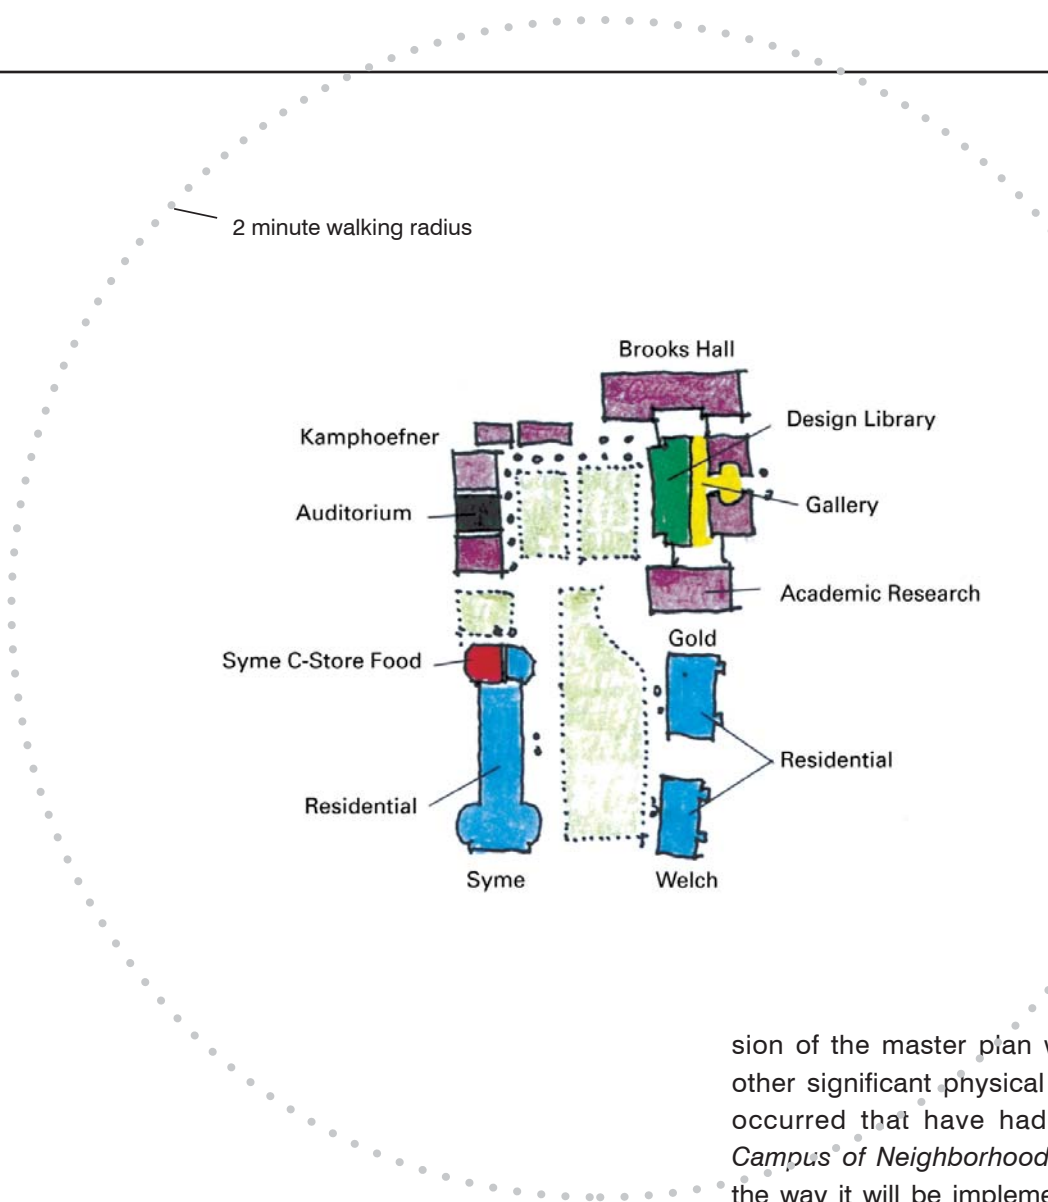 2 minute walking radius
Brooks Hall
Design Library
Kamphoefner
Gallery
Auditorium
Academic Research
Gold
Syme C-Store Food
Residential
Residential
Syme
Welch
sion of the master plan
other significant physical
occurred that have had
Campus of Neighborhood
the way it will be impleme